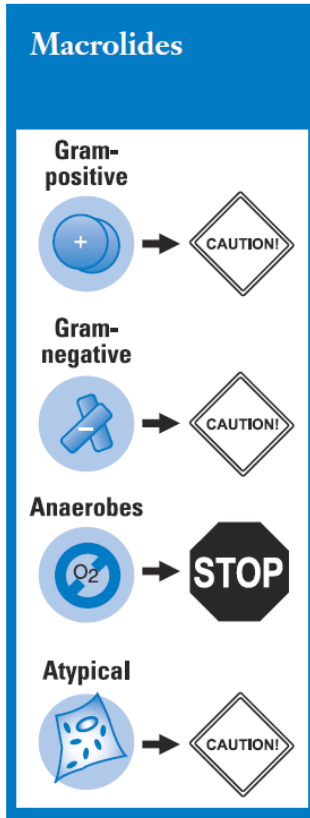 Macrolides
Gram-
positive
+
CAUTION!
Gram-
negative
–
CAUTION!
Anaerobes
O2
STOP
Atypical
CAUTION!